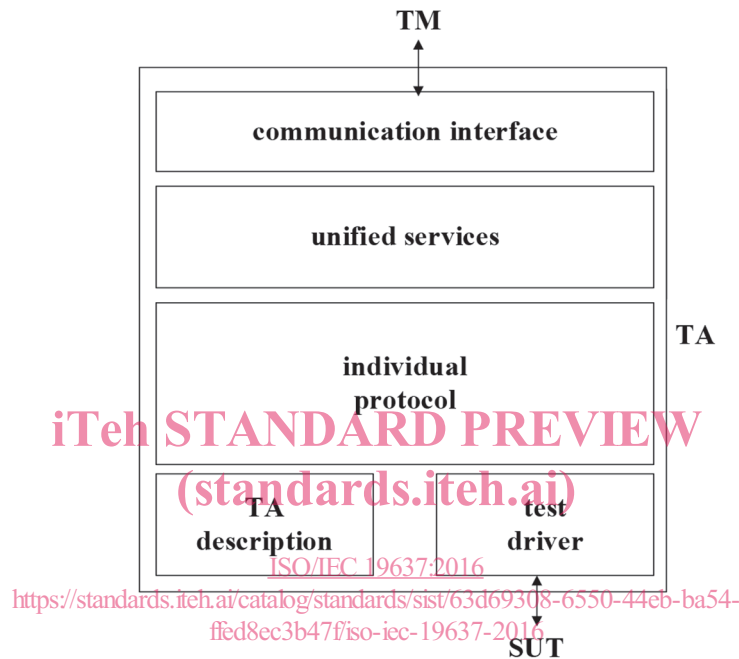 TM
communication interface
unified services
TA
individual
protocol
iTeh STANDARD PREVIEW
(standards.iteh.ai)
TA
description
test
driver
ISO/IEC 19637:2016
https://standards.iteh.ai/catalog/standards/sist/63d69308-6550-44eb-ba54-
ffed8ec3b47f/iso-iec-19637-2016
SUT